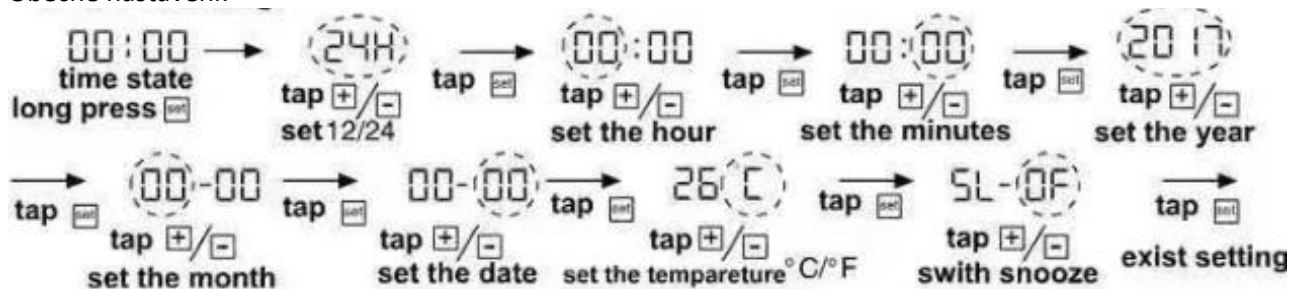 00:00 24H 00:00 00:00 2017
time state tap set tap set tap set tap set
long press set tap +/- tap +/- tap +/- tap +/-
set 12/24 set the hour set the minutes set the year
00-00 00-00 26°C SL-OF
tap set tap set tap set tap set tap set
tap +/- tap +/- tap +/- tap +/- exist setting
set the month set the date set the tempareture °C/°F swith snooze